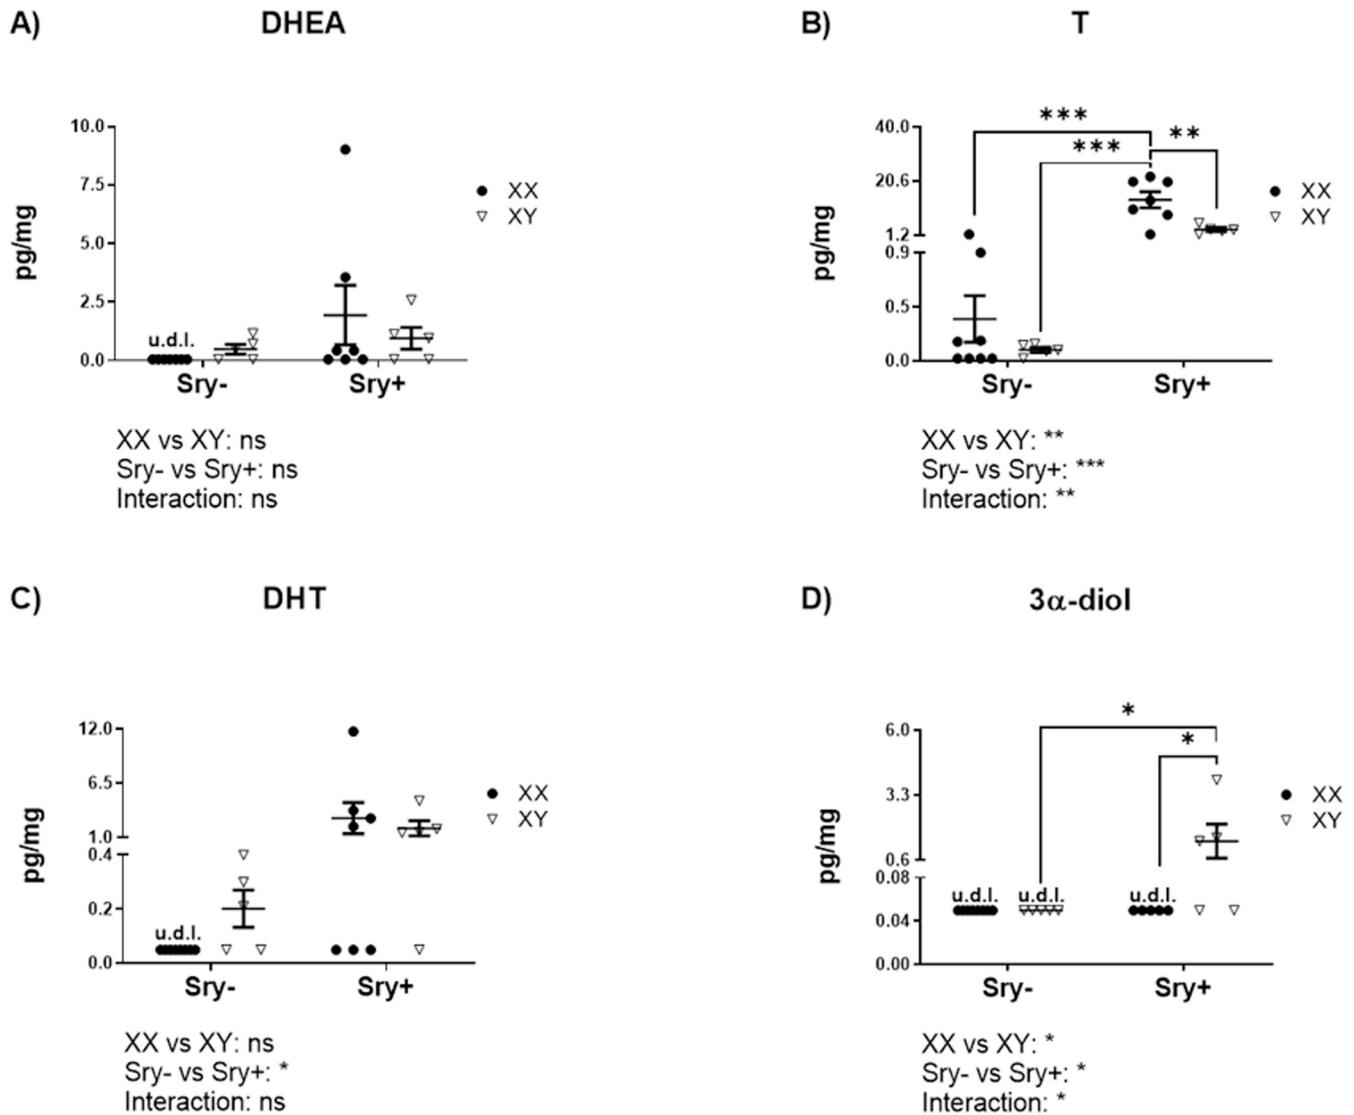 A) DHEA
10.0
7.5
5.0
2.5
0.0
pg/mg
u.d.l.
Sry- Sry+
XX
XY
XX vs XY: ns
Sry- vs Sry+: ns
Interaction: ns
B) T
40.0
20.6
1.2
0.9
0.5
0.0
pg/mg
***
***
**
Sry- Sry+
XX
XY
XX vs XY: **
Sry- vs Sry+: ***
Interaction: **
C) DHT
12.0
6.5
1.0
0.4
0.2
0.0
pg/mg
u.d.l.
Sry- Sry+
XX
XY
XX vs XY: ns
Sry- vs Sry+: *
Interaction: ns
D) 3α-diol
6.0
3.3
0.6
0.08
0.04
0.00
pg/mg
*
*
u.d.l. u.d.l. u.d.l.
Sry- Sry+
XX
XY
XX vs XY: *
Sry- vs Sry+: *
Interaction: *